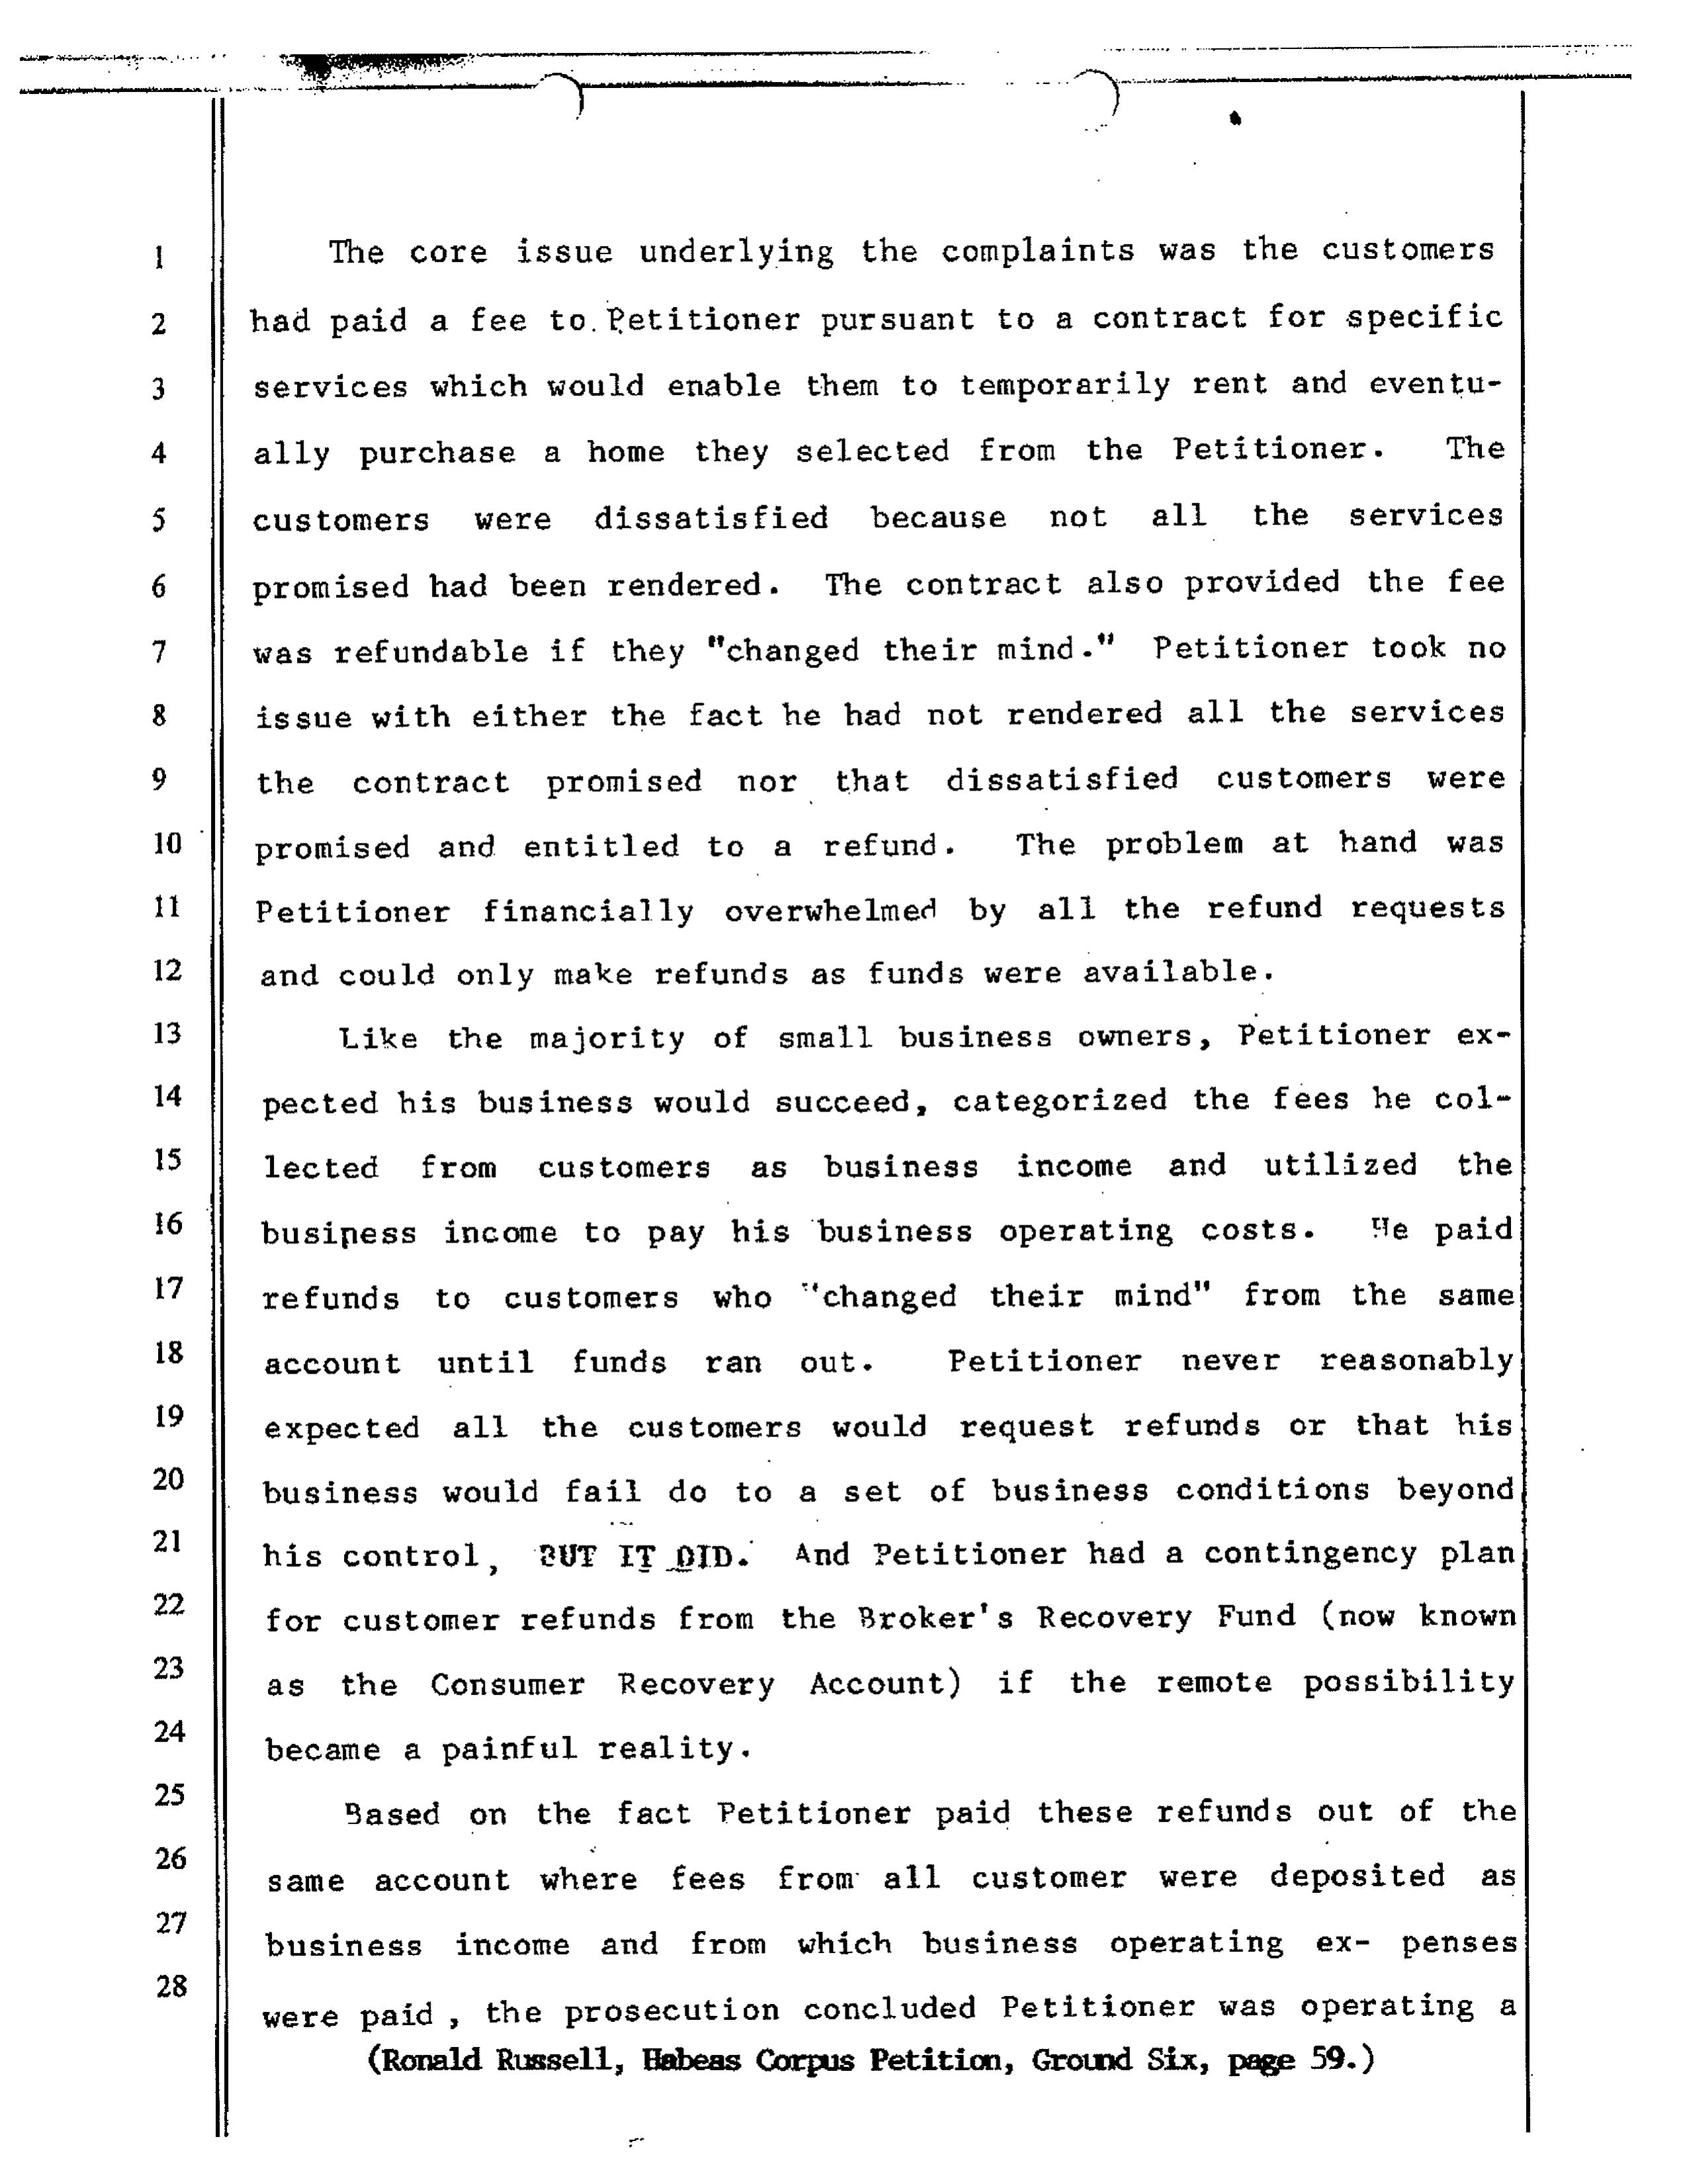 1 The core issue underlying the complaints was the customers
2 had paid a fee to Petitioner pursuant to a contract for specific
3 services which would enable them to temporarily rent and eventu-
4 ally purchase a home they selected from the Petitioner. The
5 customers were dissatisfied because not all the services
6 promised had been rendered. The contract also provided the fee
7 was refundable if they "changed their mind." Petitioner took no
8 issue with either the fact he had not rendered all the services
9 the contract promised nor that dissatisfied customers were
10 promised and entitled to a refund. The problem at hand was
11 Petitioner financially overwhelmed by all the refund requests
12 and could only make refunds as funds were available.
13 Like the majority of small business owners, Petitioner ex-
14 pected his business would succeed, categorized the fees he col-
15 lected from customers as business income and utilized the
16 business income to pay his business operating costs. He paid
17 refunds to customers who "changed their mind" from the same
18 account until funds ran out. Petitioner never reasonably
19 expected all the customers would request refunds or that his
20 business would fail do to a set of business conditions beyond
21 his control, BUT IT DID. And Petitioner had a contingency plan
22 for customer refunds from the Broker's Recovery Fund (now known
23 as the Consumer Recovery Account) if the remote possibility
24 became a painful reality.
25 Based on the fact Petitioner paid these refunds out of the
26 same account where fees from all customer were deposited as
27 business income and from which business operating ex- penses
28 were paid, the prosecution concluded Petitioner was operating a
(Ronald Russell, Habeas Corpus Petition, Ground Six, page 59.)